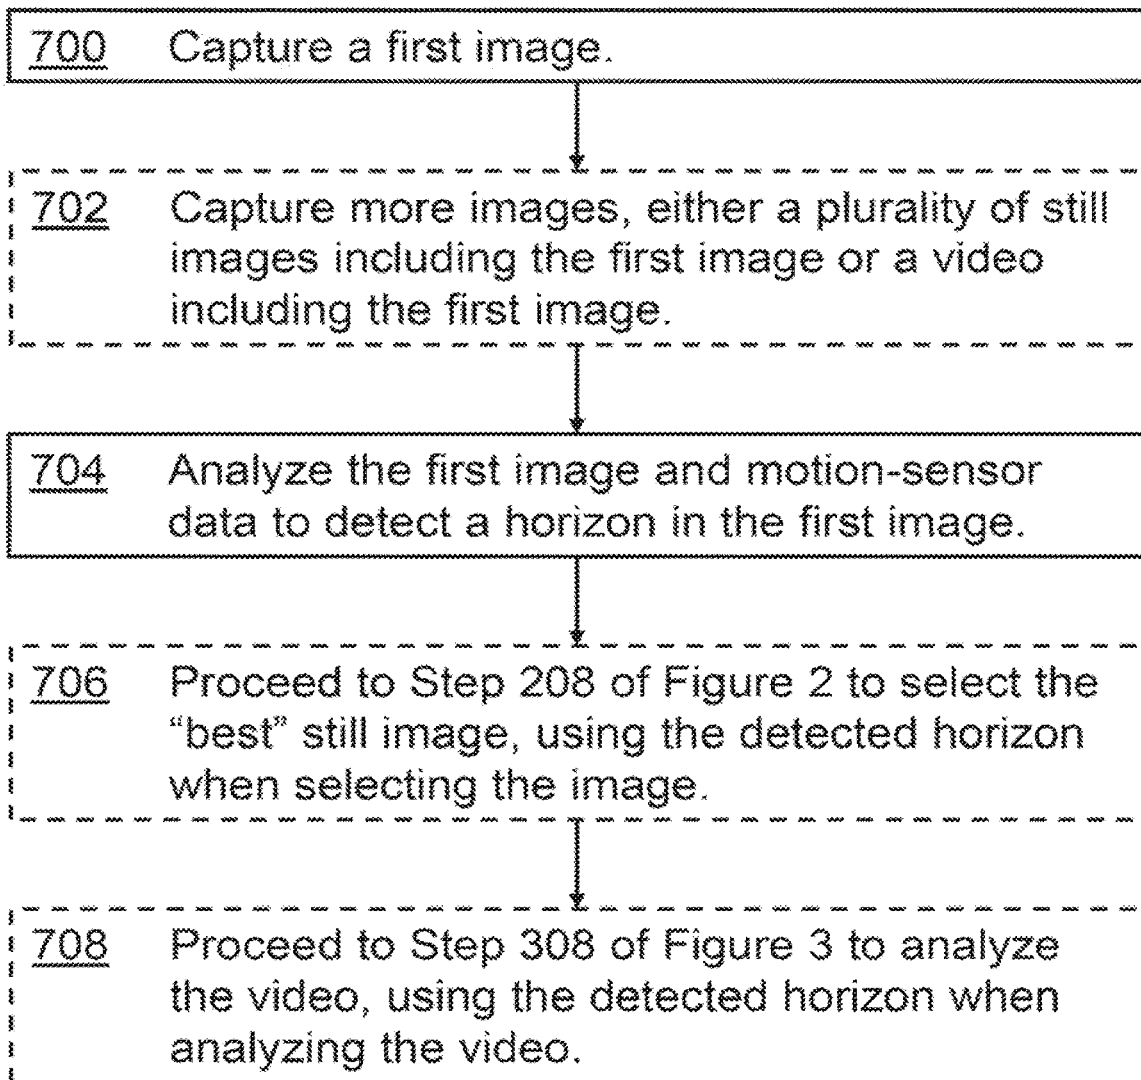 700 Capture a first image.
702 Capture more images, either a plurality of still
images including the first image or a video
including the first image.
704 Analyze the first image and motion-sensor
data to detect a horizon in the first image.
706 Proceed to Step 208 of Figure 2 to select the
“best” still image, using the detected horizon
when selecting the image.
708 Proceed to Step 308 of Figure 3 to analyze
the video, using the detected horizon when
analyzing the video.